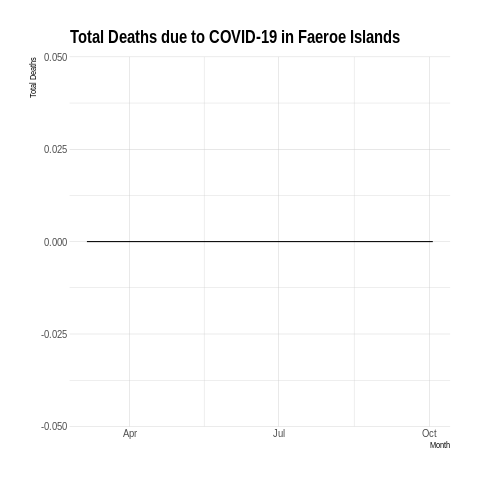 Total Deaths due to COVID-19 in Faeroe Islands
Total Deaths
0.050
0.025
0.000
-0.025
-0.050
Apr Jul Oct
Month